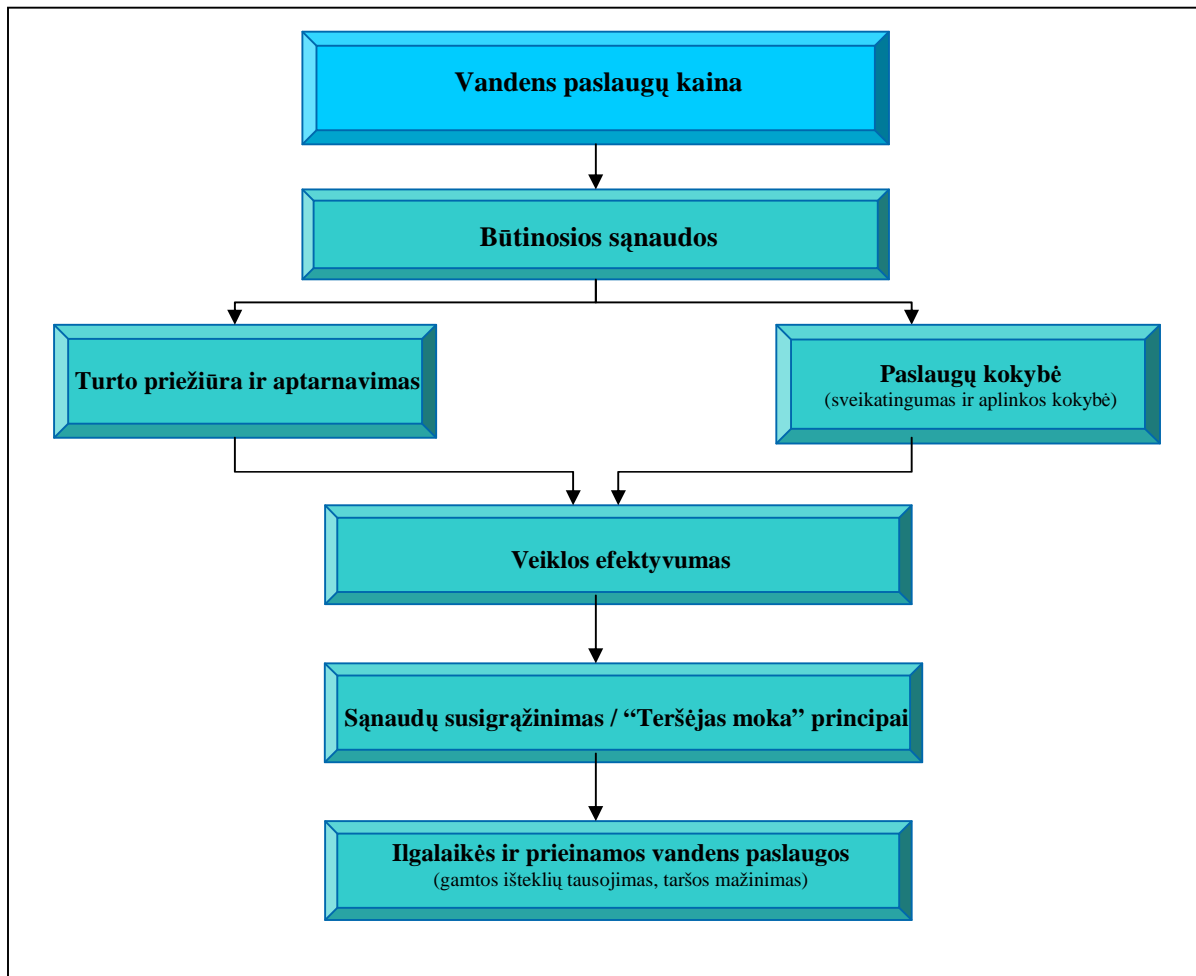 Vandens paslaugų kaina
Būtinosios sąnaudos
Turto priežiūra ir aptarnavimas
Paslaugų kokybė
(sveikatingumas ir aplinkos kokybė)
Veiklos efektyvumas
Sąnaudų susigrąžinimas / “Teršėjas moka” principai
Ilgalaikės ir prieinamos vandens paslaugos
(gamtos išteklių tausojimas, taršos mažinimas)